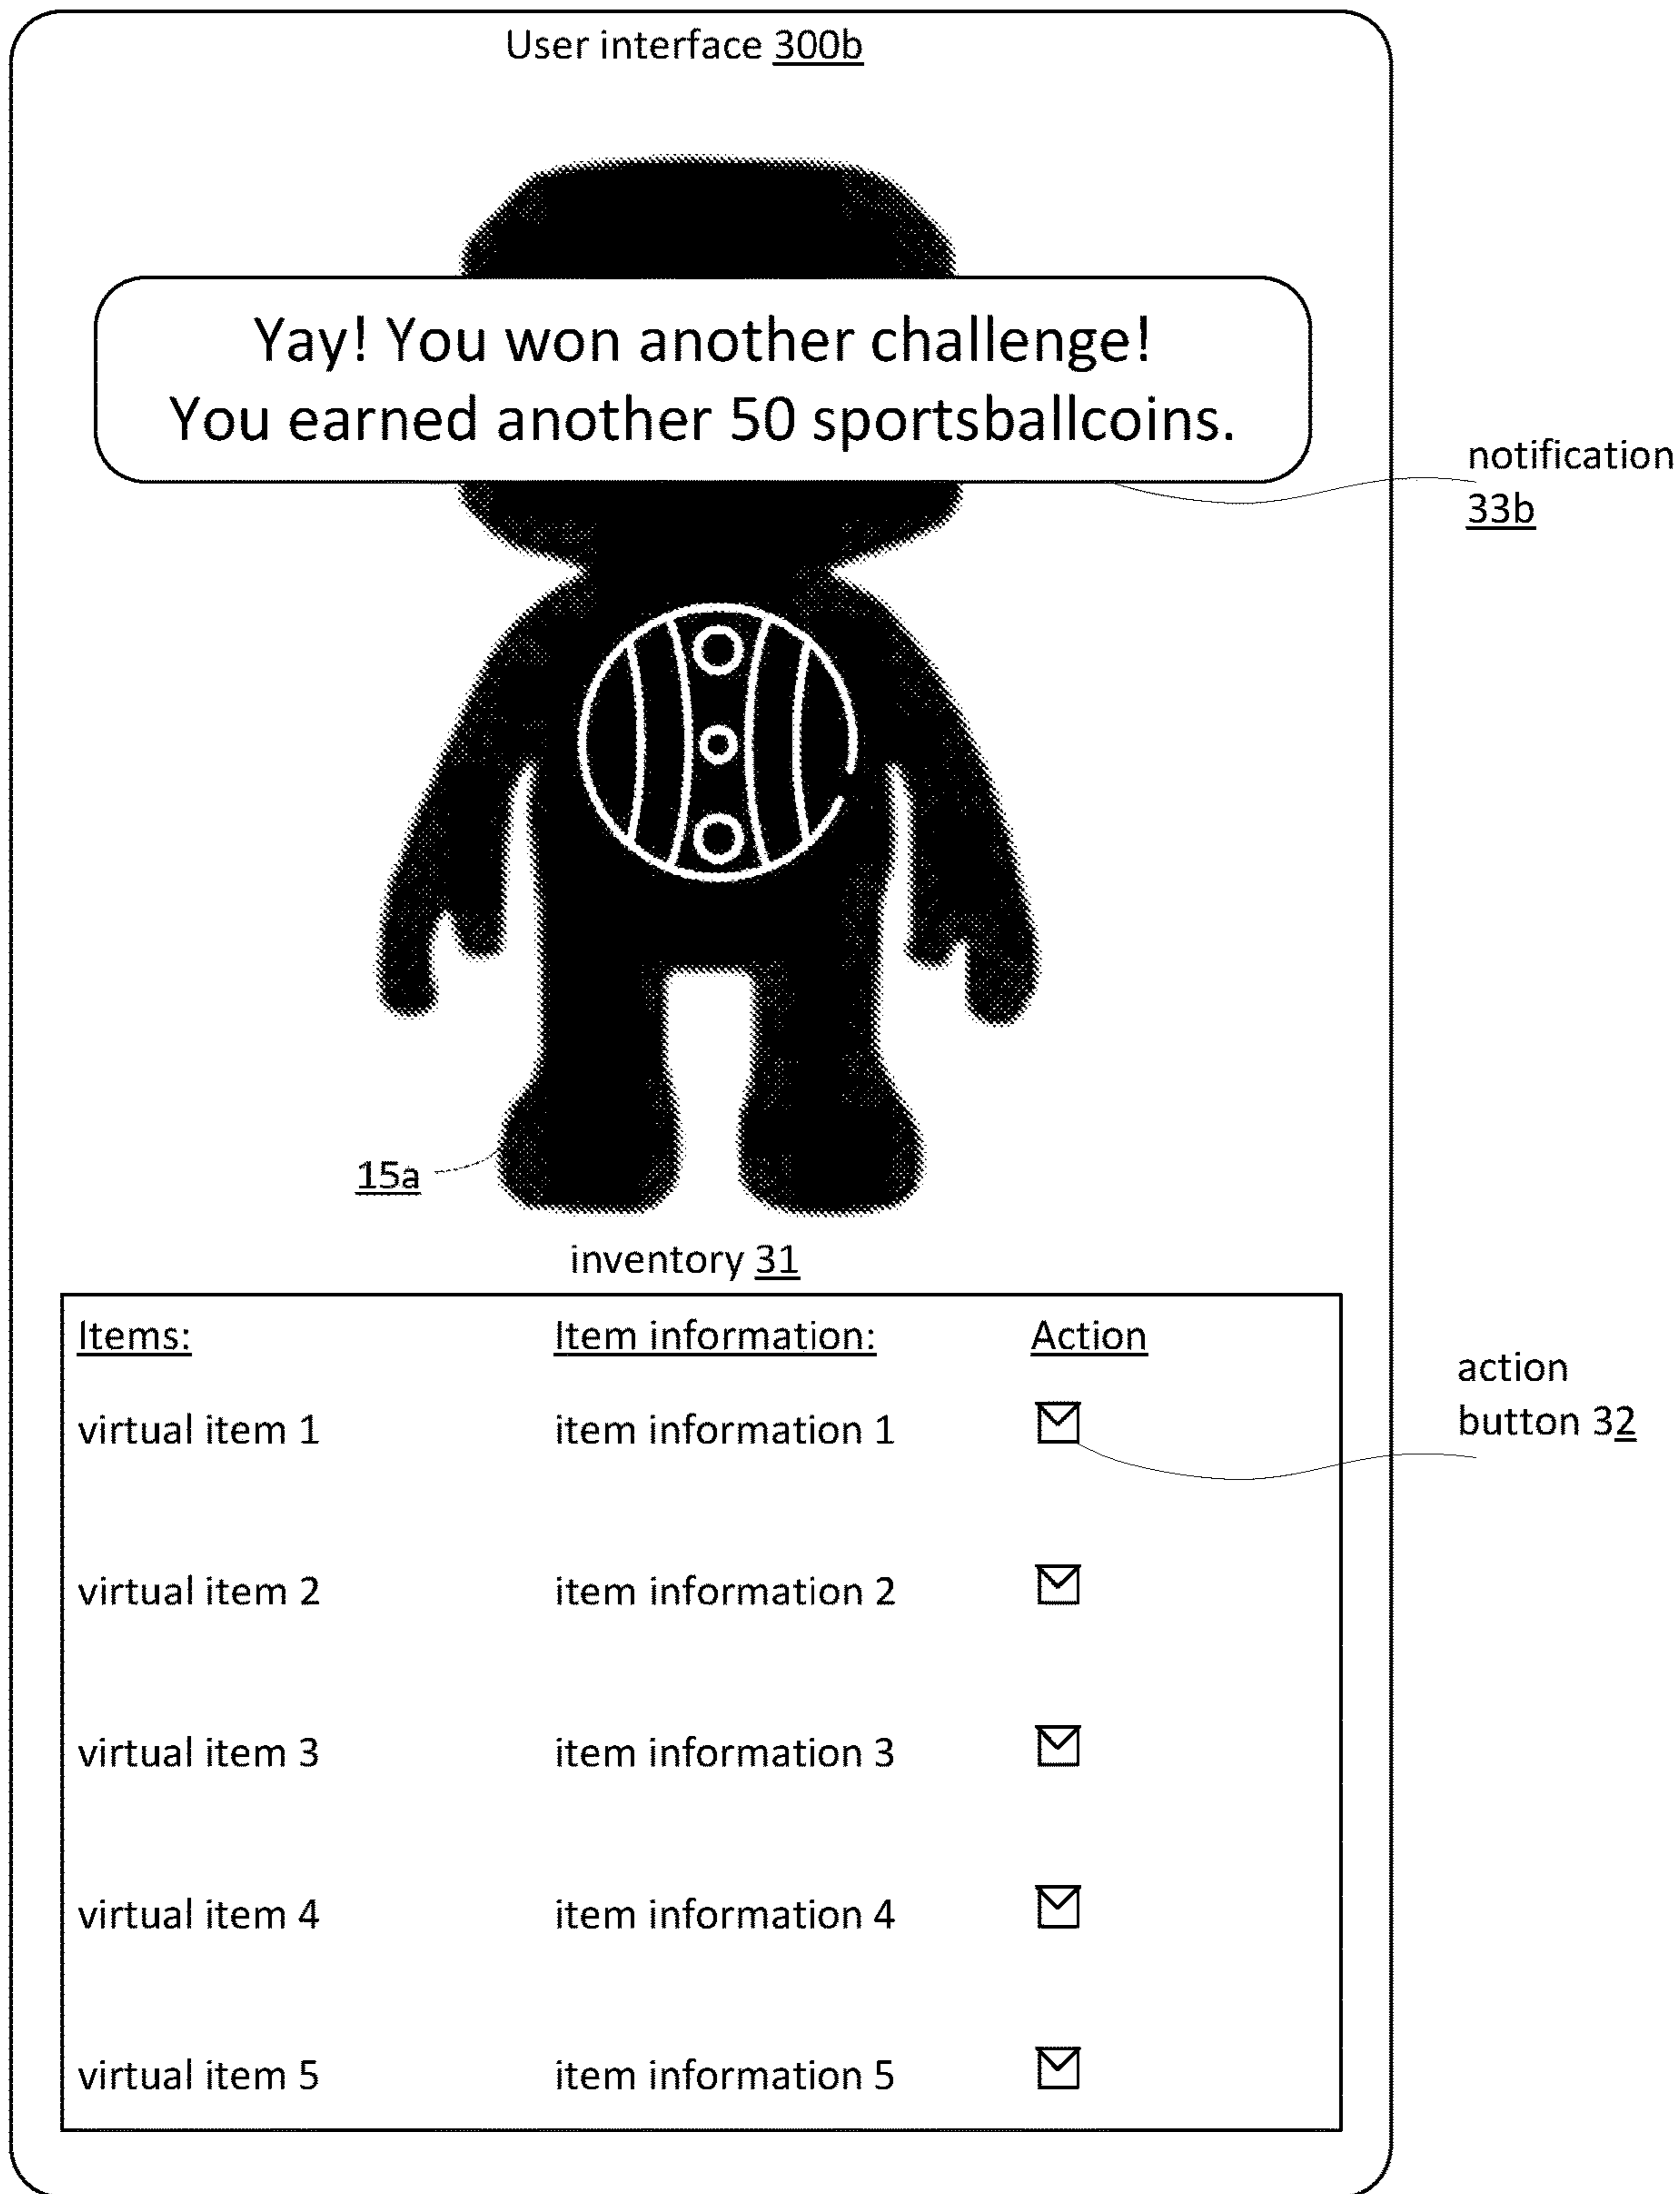 User interface 300b
Yay! You won another challenge!
You earned another 50 sportsballcoins.
notification
33b
15a
inventory 31
Items: Item information: Action
action
button 32
virtual item 1 item information 1
virtual item 2 item information 2
virtual item 3 item information 3
virtual item 4 item information 4
virtual item 5 item information 5